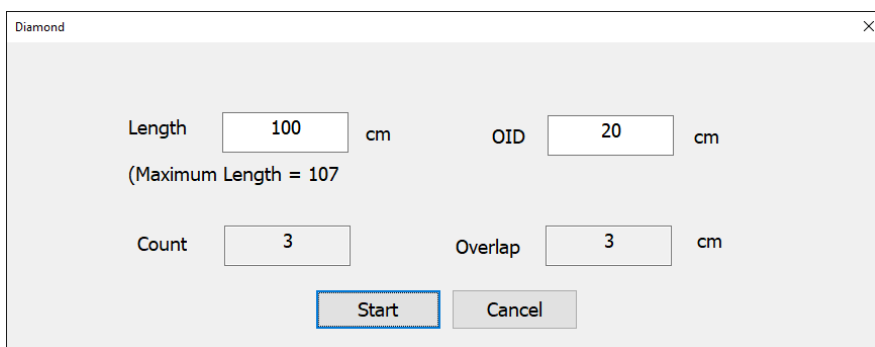 Diamond
Length 100 cm OID 20 cm
(Maximum Length = 107
Count 3 Overlap 3 cm
Start Cancel